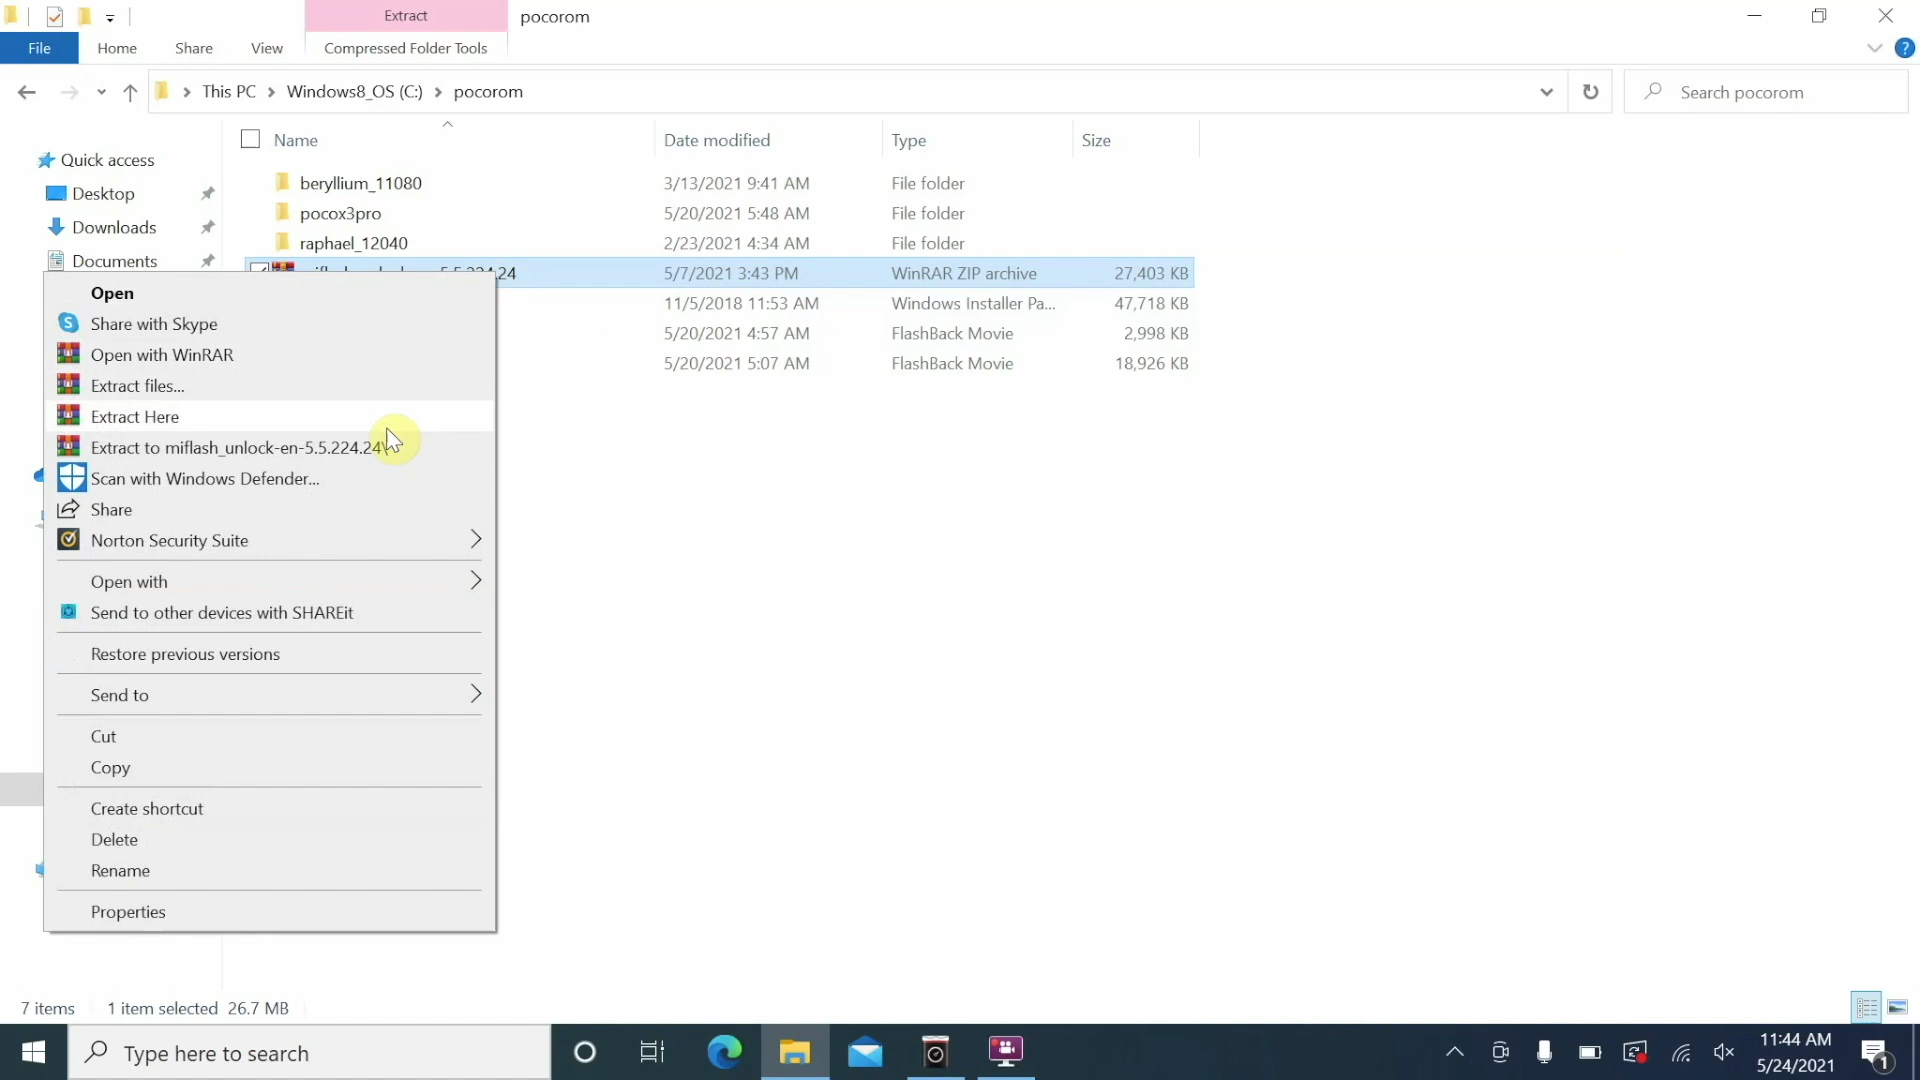 Extract
pocorom
File
Home
Share
View
Compressed Folder Tools
?
This PC
Windows8_OS (C:)
pocorom
Search pocorom
Name
Date modified
Type
Size
Quick access
beryllium_11080
3/13/2021 9:41 AM
File folder
Desktop
pocox3pro
5/20/2021 5:48 AM
File folder
Downloads
raphael_12040
2/23/2021 4:34 AM
File folder
Documents
5/7/2021 3:43 PM
WinRAR ZIP archive
27,403 KB
11/5/2018 11:53 AM
Windows Installer Pa...
47,718 KB
5/20/2021 4:57 AM
FlashBack Movie
2,998 KB
5/20/2021 5:07 AM
FlashBack Movie
18,926 KB
Open
Share with Skype
Open with WinRAR
Extract files...
Extract Here
Extract to miflash_unlock-en-5.5.224.24\
Scan with Windows Defender...
Share
Norton Security Suite
Open with
Send to other devices with SHAREit
Restore previous versions
Send to
Cut
Copy
Create shortcut
Delete
Rename
Properties
7 items
1 item selected 26.7 MB
Type here to search
11:44 AM
5/24/2021
1